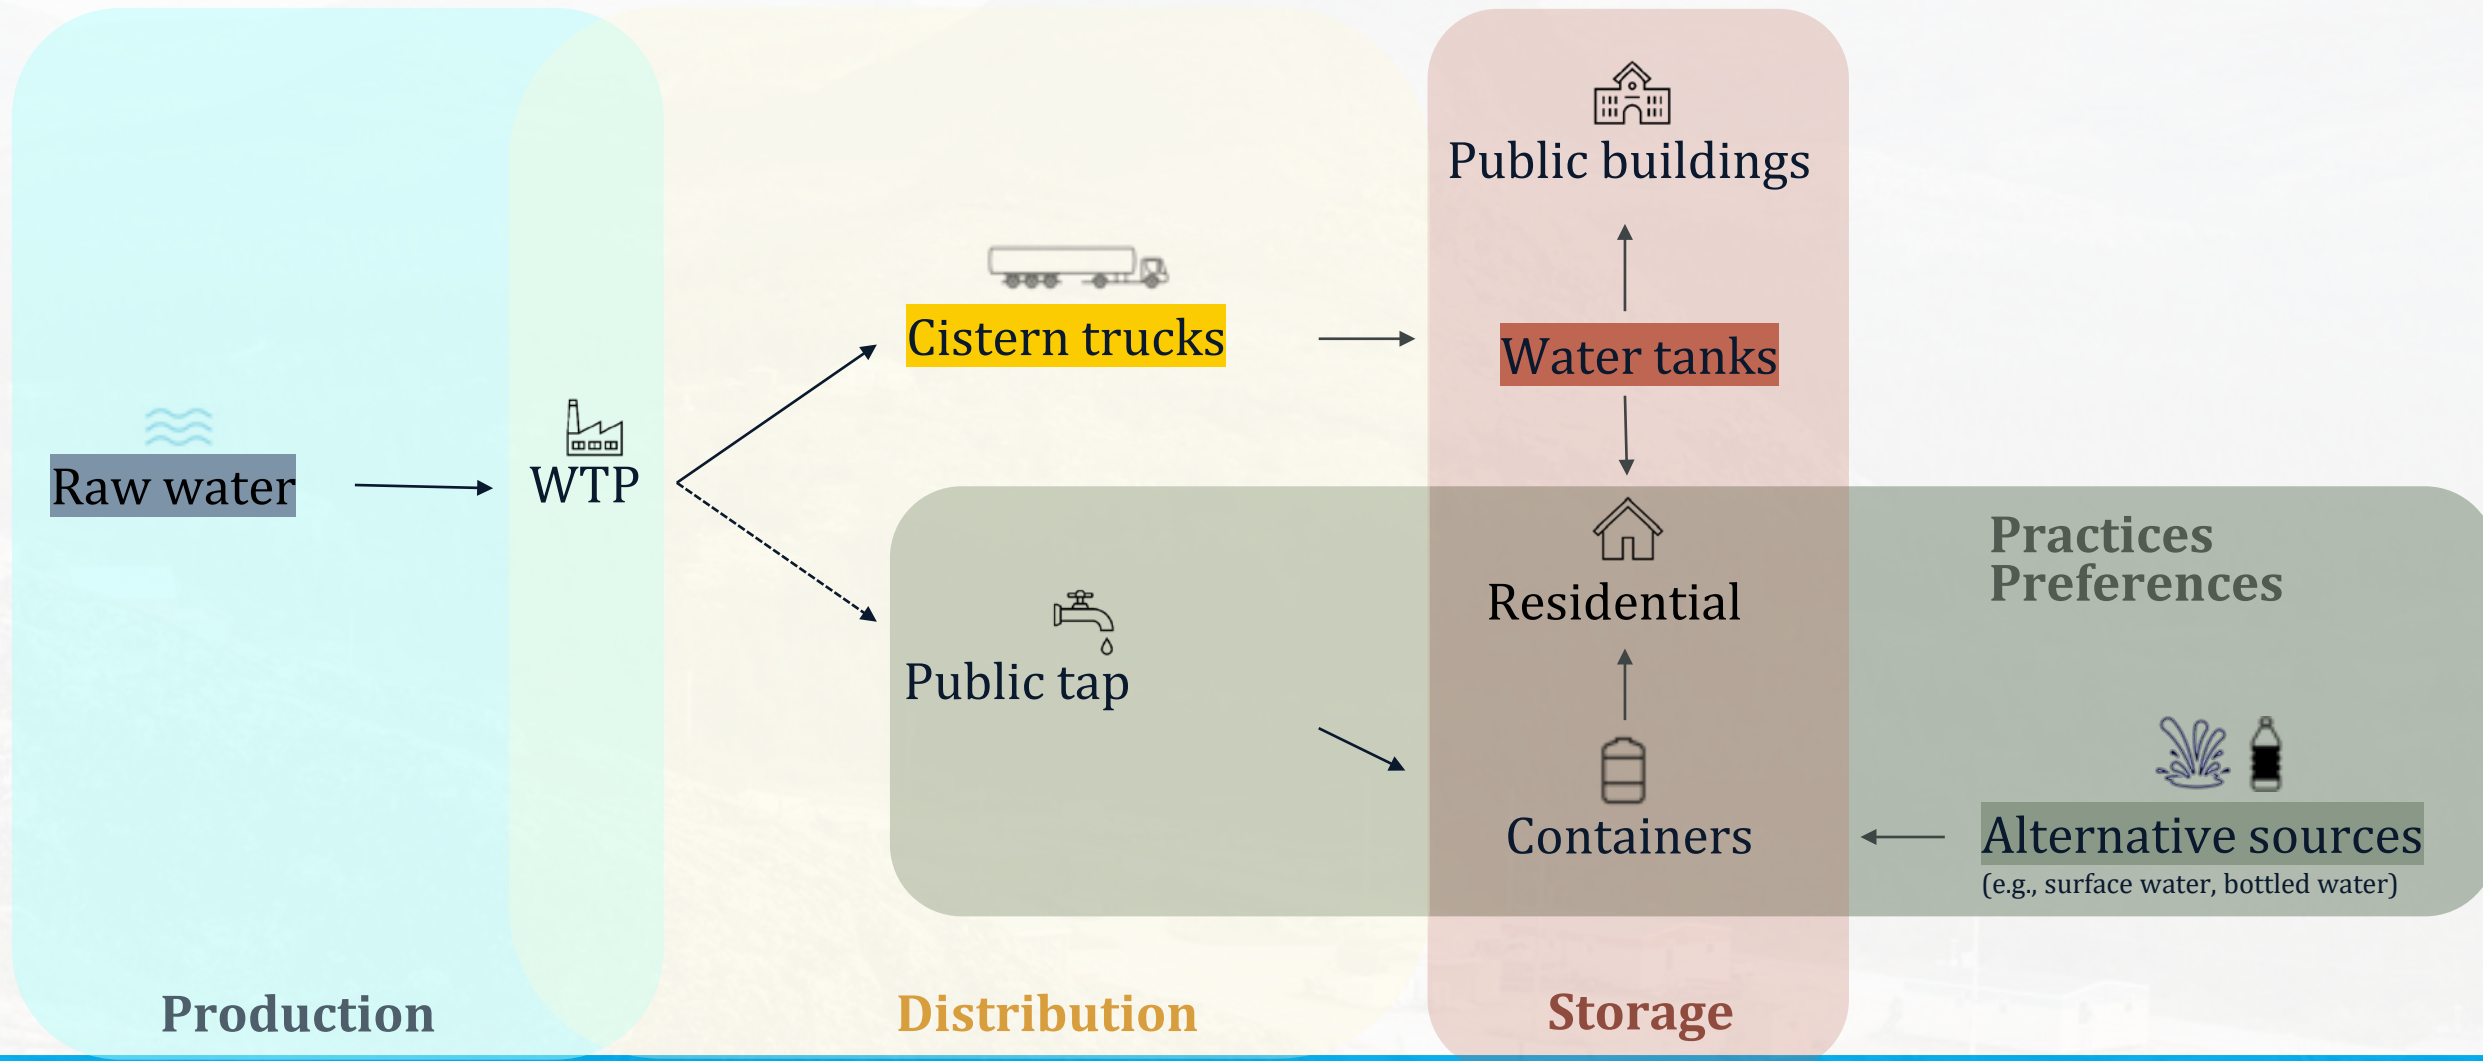 Public buildings
Cistern trucks
Water tanks
Raw water
WTP
Practices
Preferences
Residential
Public tap
Containers
Alternative sources
(e.g., surface water, bottled water)
Production
Distribution
Storage